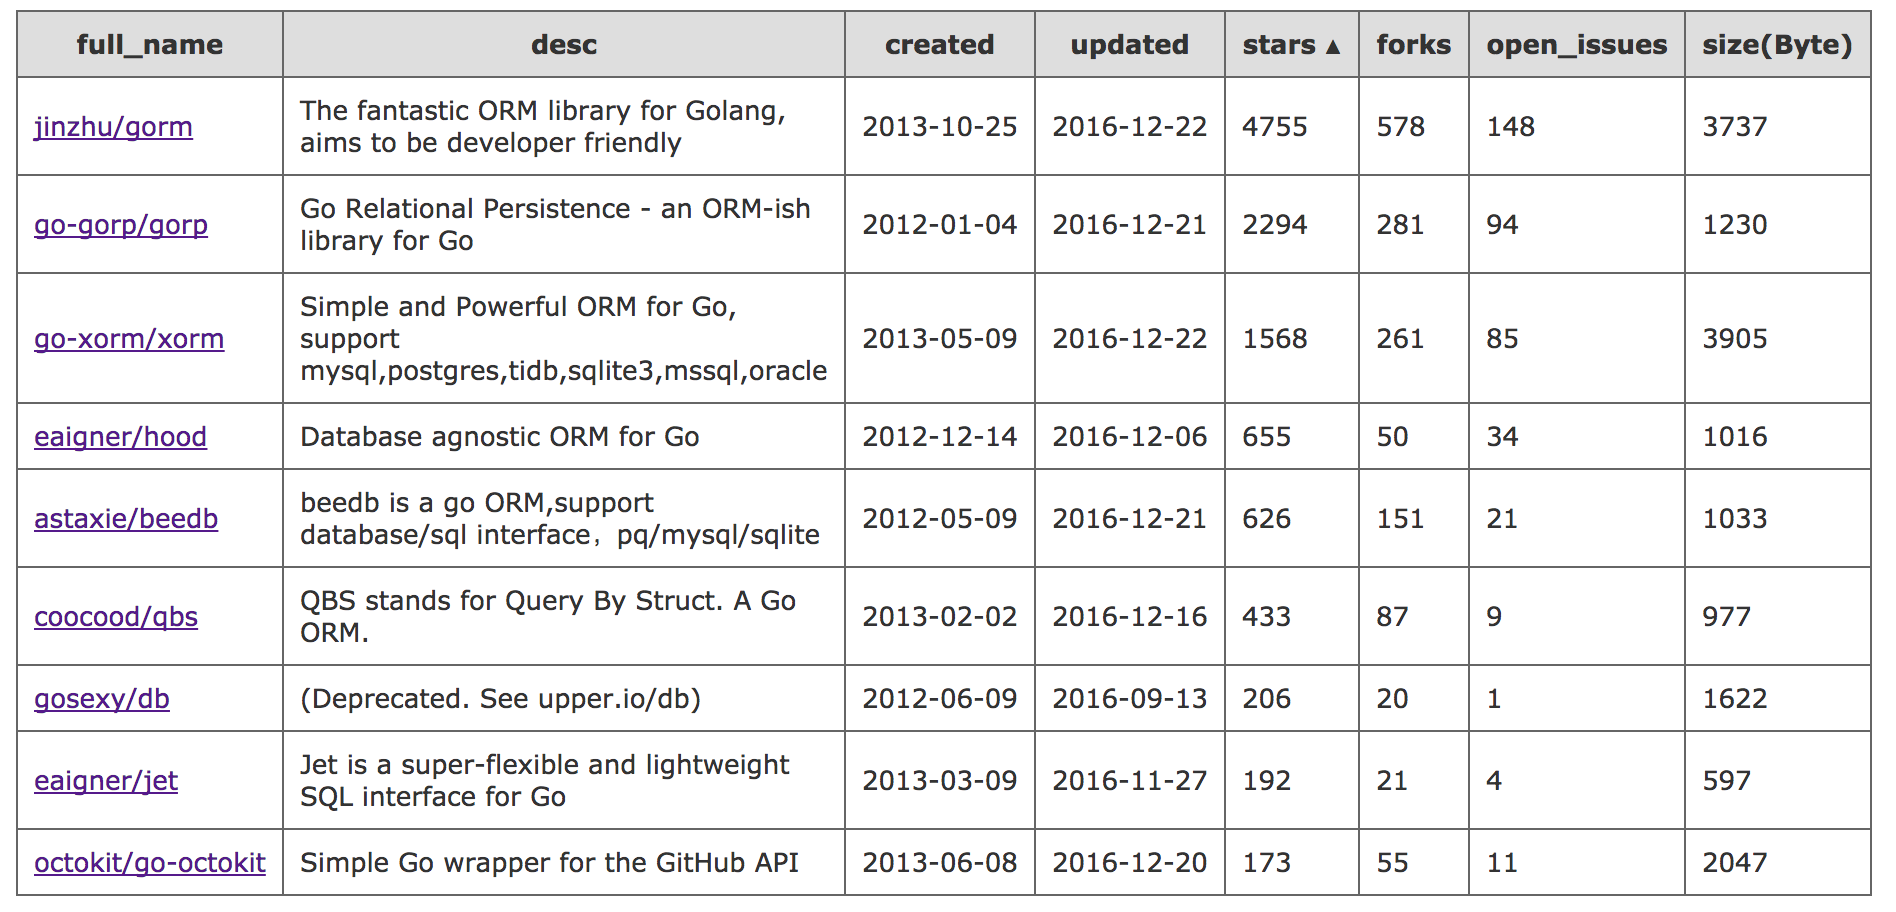 full_name desc created updated stars ▲ forks open_issues size(Byte)
jinzhu/gorm The fantastic ORM library for Golang, 2013-10-25 2016-12-22 4755 578 148 3737
aims to be developer friendly
go-gorp/gorp Go Relational Persistence - an ORM-ish 2012-01-04 2016-12-21 2294 281 94 1230
library for Go
go-xorm/xorm Simple and Powerful ORM for Go, 2013-05-09 2016-12-22 1568 261 85 3905
support
mysql,postgres,tidb,sqlite3,mssql,oracle
eaigner/hood Database agnostic ORM for Go 2012-12-14 2016-12-06 655 50 34 1016
astaxie/beedb beedb is a go ORM,support 2012-05-09 2016-12-21 626 151 21 1033
database/sql interface，pq/mysql/sqlite
coocood/qbs QBS stands for Query By Struct. A Go 2013-02-02 2016-12-16 433 87 9 977
ORM.
gosexy/db (Deprecated. See upper.io/db) 2012-06-09 2016-09-13 206 20 1 1622
eaigner/jet Jet is a super-flexible and lightweight 2013-03-09 2016-11-27 192 21 4 597
SQL interface for Go
octokit/go-octokit Simple Go wrapper for the GitHub API 2013-06-08 2016-12-20 173 55 11 2047